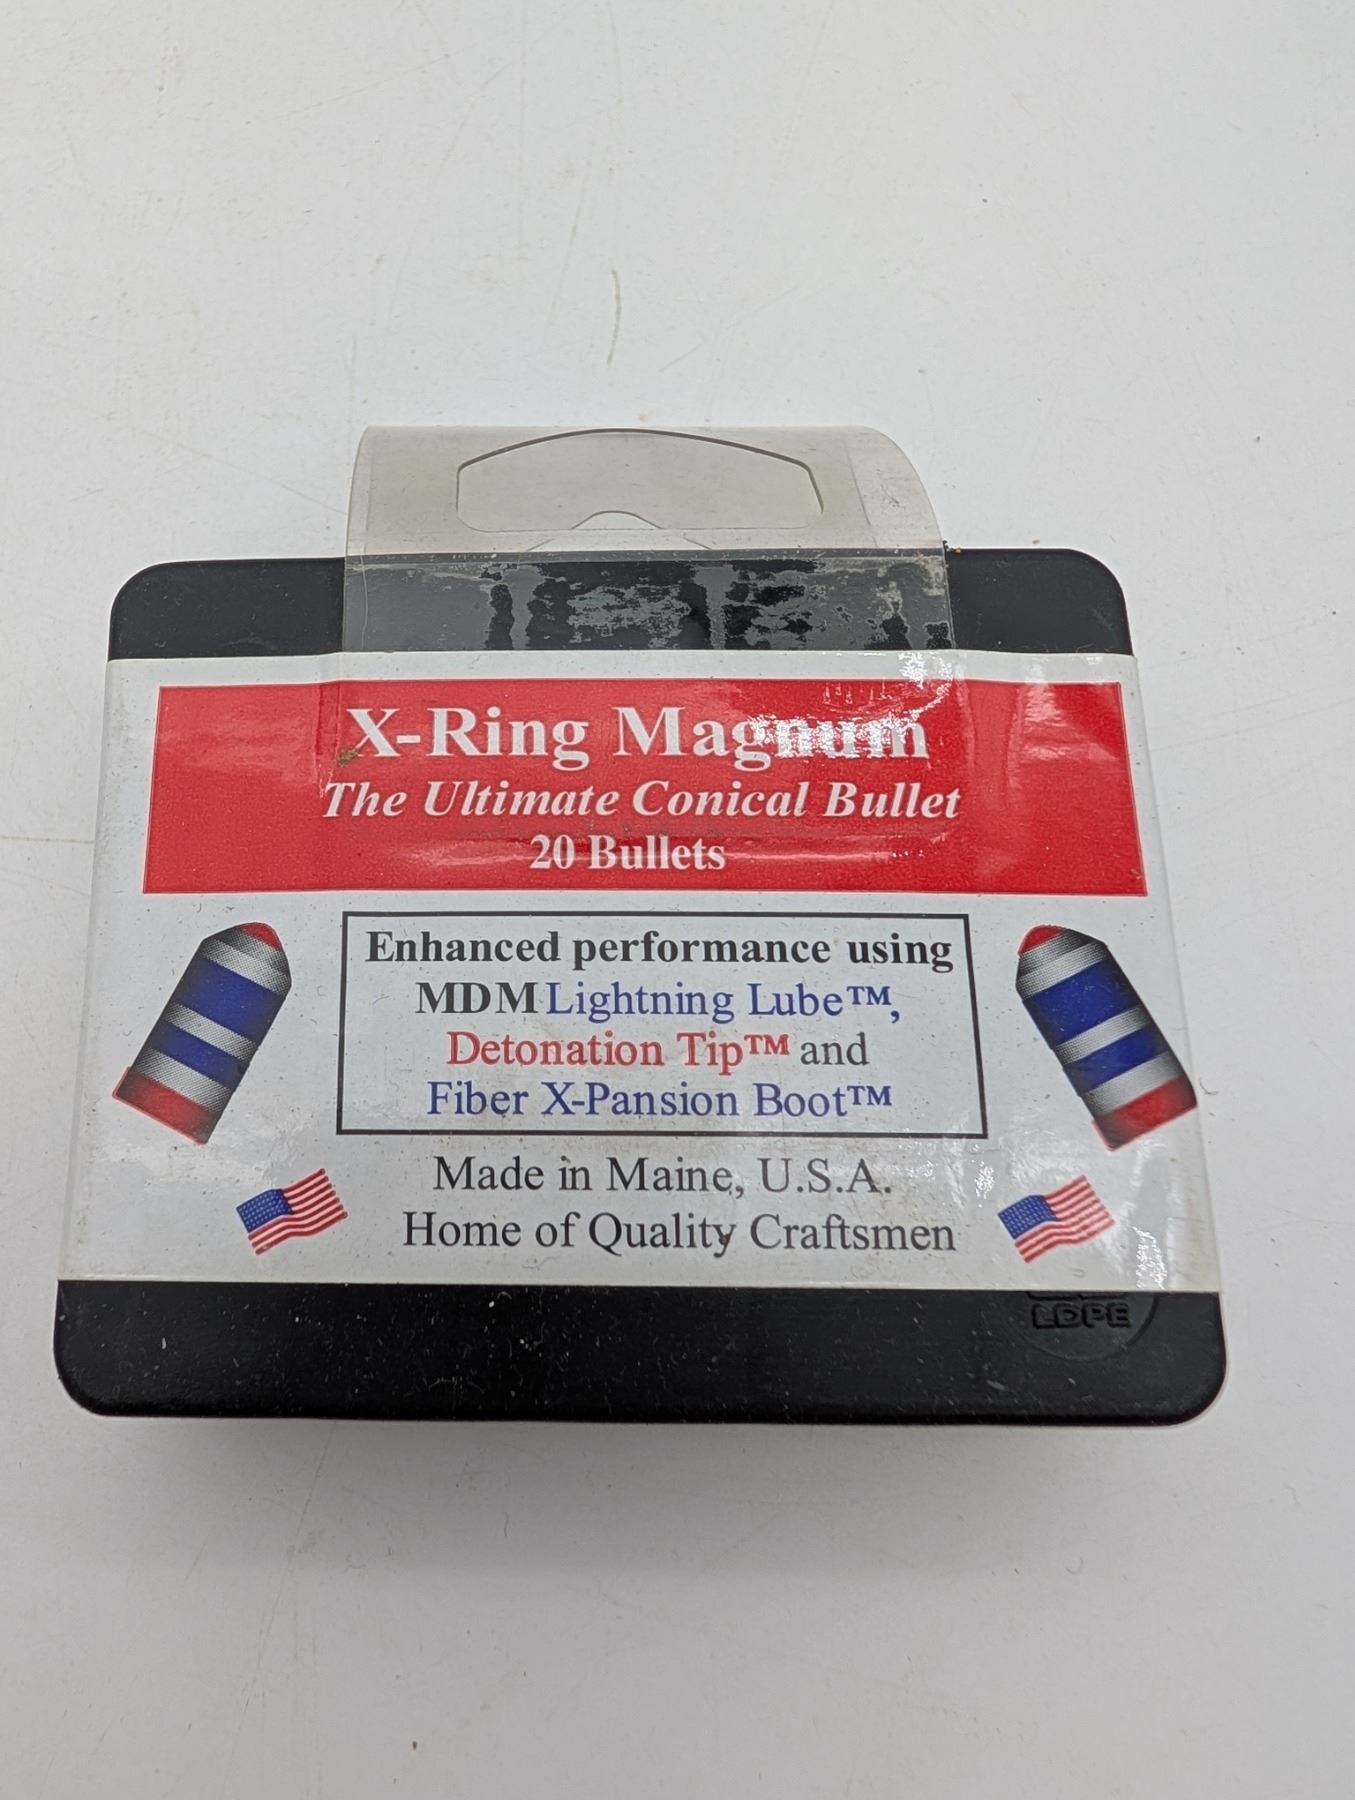 X-Ring Magnum
The Ultimate Conical Bullet
20 Bullets
Enhanced performance using
MDM Lightning Lube™,
Detonation Tip™ and
Fiber X-Pansion Boot™
Made in Maine, U.S.A.
Home of Quality Craftsmen
LDPE